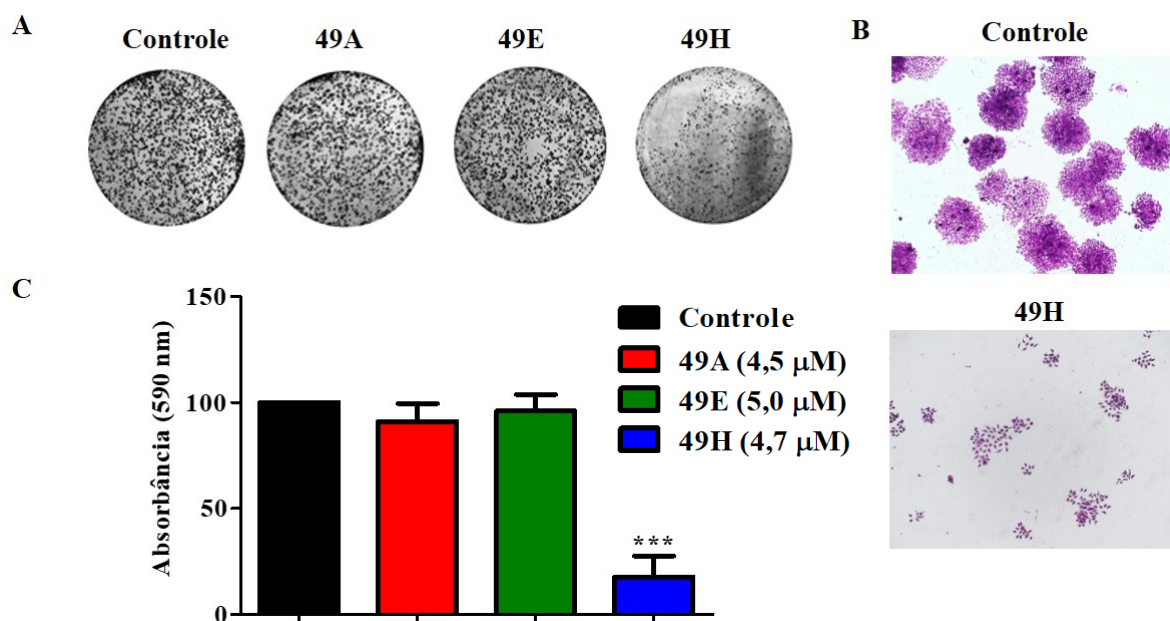 A
Controle
49A
49E
49H
B
Controle
49H
C
Absorbância (590 nm)
150
100
50
0
Controle
49A (4,5 μM)
49E (5,0 μM)
49H (4,7 μM)
***